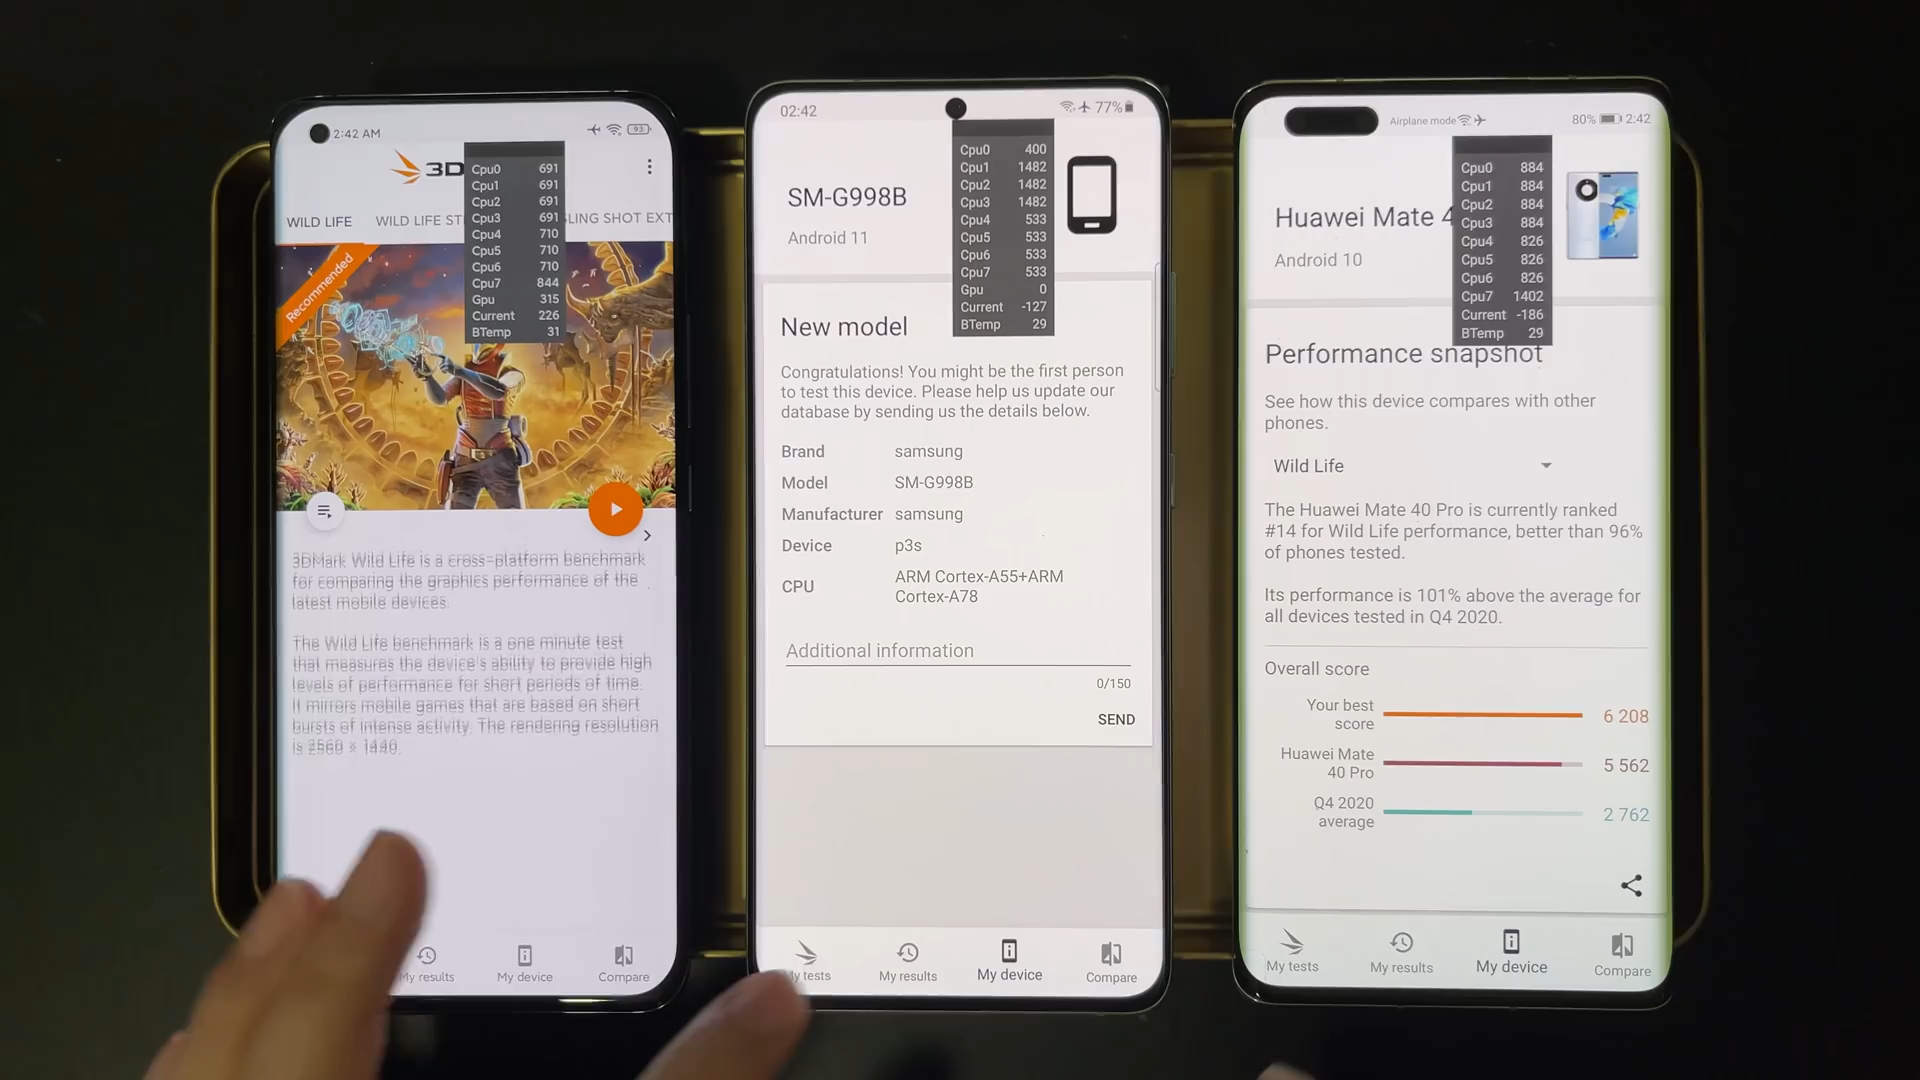 2:42 AM
93
3D
WILD LIFE
WILD LIFE ST
LING SHOT EXT
Cpu0 691
Cpu1 691
Cpu2 691
Cpu3 691
Cpu4 710
Cpu5 710
Cpu6 710
Cpu7 844
Gpu 315
Current 226
BTemp 31
Recommended
3DMark Wild Life is a cross-platform benchmark
for comparing the graphics performance of the
latest mobile devices.
The Wild Life benchmark is a one minute test
that measures the device's ability to provide high
levels of performance for short periods of time.
It mirrors mobile games that are based on short
bursts of intense activity. The rendering resolution
is 2560 × 1440.
My results
My device
Compare
02:42
77%
Cpu0 400
Cpu1 1482
Cpu2 1482
Cpu3 1482
Cpu4 533
Cpu5 533
Cpu6 533
Cpu7 533
Gpu 0
Current -127
BTemp 29
SM-G998B
Android 11
New model
Congratulations! You might be the first person
to test this device. Please help us update our
database by sending us the details below.
Brand samsung
Model SM-G998B
Manufacturer samsung
Device p3s
CPU ARM Cortex-A55+ARM
Cortex-A78
Additional information
0/150
SEND
My tests
My results
My device
Compare
Airplane mode
80%
2:42
Cpu0 884
Cpu1 884
Cpu2 884
Cpu3 884
Cpu4 826
Cpu5 826
Cpu6 826
Cpu7 1402
Current -186
BTemp 29
Huawei Mate 4
Android 10
Performance snapshot
See how this device compares with other
phones.
Wild Life
The Huawei Mate 40 Pro is currently ranked
#14 for Wild Life performance, better than 96%
of phones tested.
Its performance is 101% above the average for
all devices tested in Q4 2020.
Overall score
Your best
score
6 208
Huawei Mate
40 Pro
5 562
Q4 2020
average
2 762
My tests
My results
My device
Compare